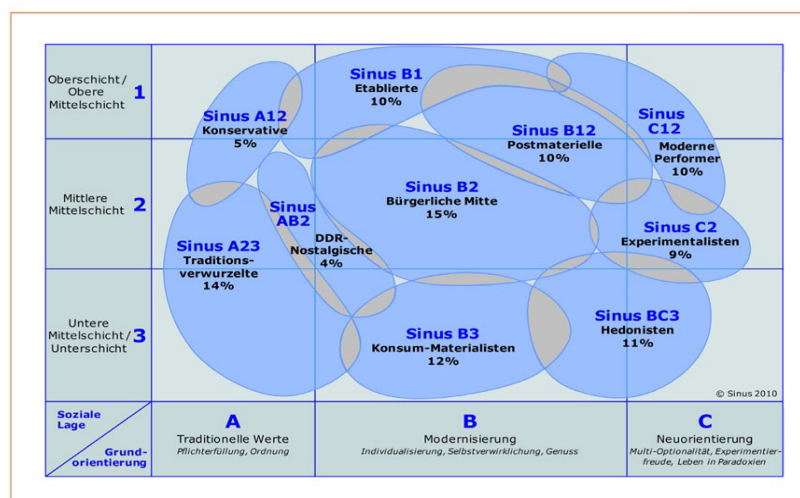 Oberschicht /
Obere
Mittelschicht
1
Mittlere
Mittelschicht
2
Untere
Mittelschicht /
Unterschicht
3
Sinus B1
Etablierte
10%
Sinus A12
Konservative
5%
Sinus B12
Postmaterielle
10%
Sinus
C12
Moderne
Performer
10%
Sinus B2
Bürgerliche Mitte
15%
Sinus
AB2
DDR-
Nostalgische
4%
Sinus A23
Traditions-
verwurzelte
14%
Sinus C2
Experimentalisten
9%
Sinus B3
Konsum-Materialisten
12%
Sinus BC3
Hedonisten
11%
© Sinus 2010
Soziale
Lage
Grund-
orientierung
A
Traditionelle Werte
Pflichterfüllung, Ordnung
B
Modernisierung
Individualisierung, Selbstverwirklichung, Genuss
C
Neuorientierung
Multi-Optionalität, Experimentier-
freude, Leben in Paradoxien